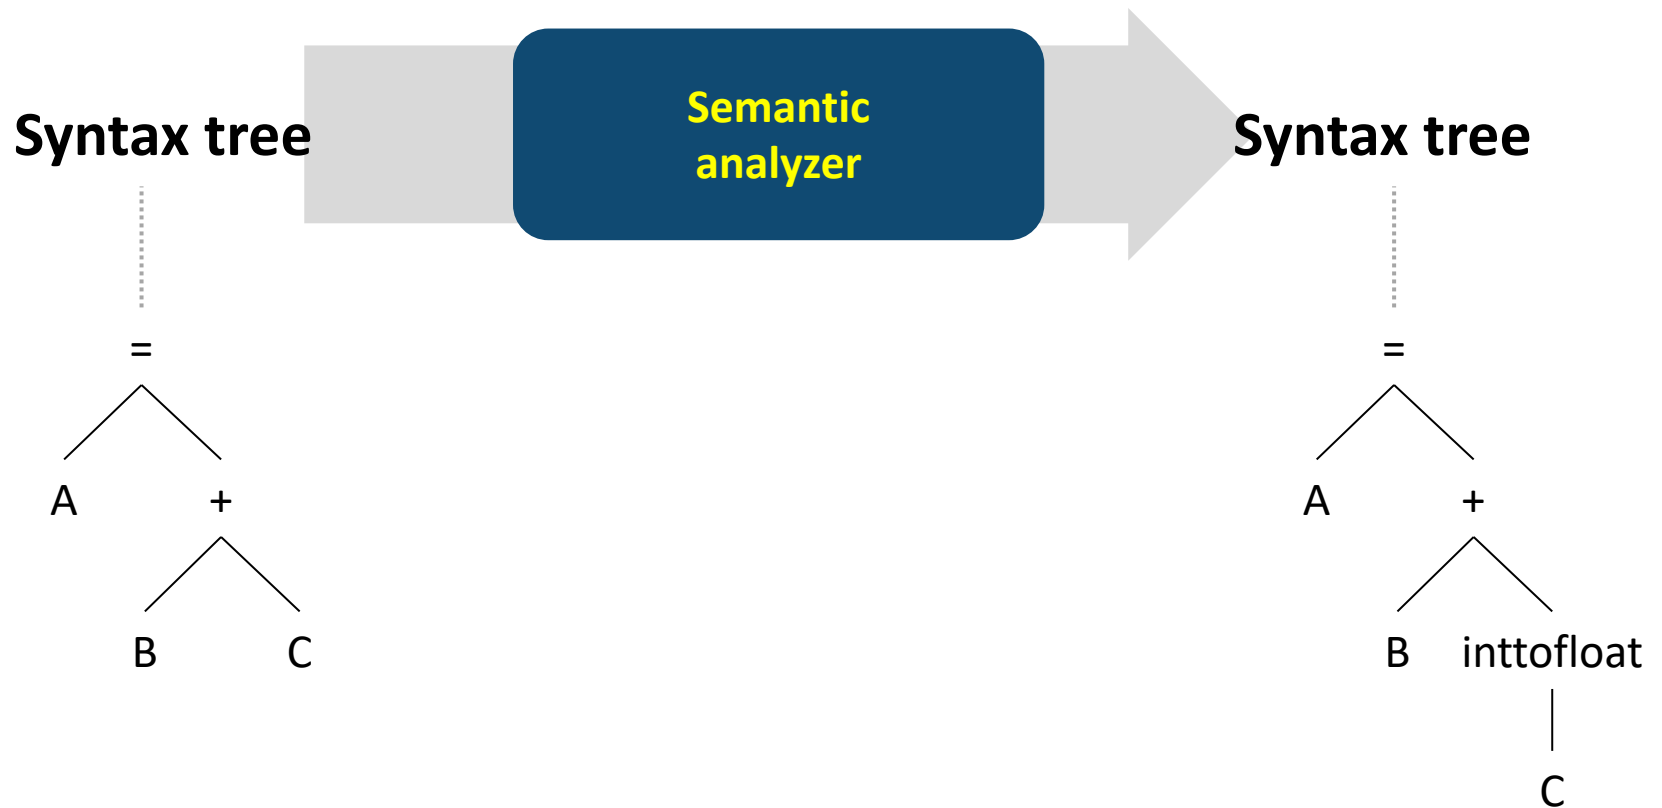 Syntax tree
Semantic
analyzer
Syntax tree
=
A +
B C
=
A +
B inttofloat
C